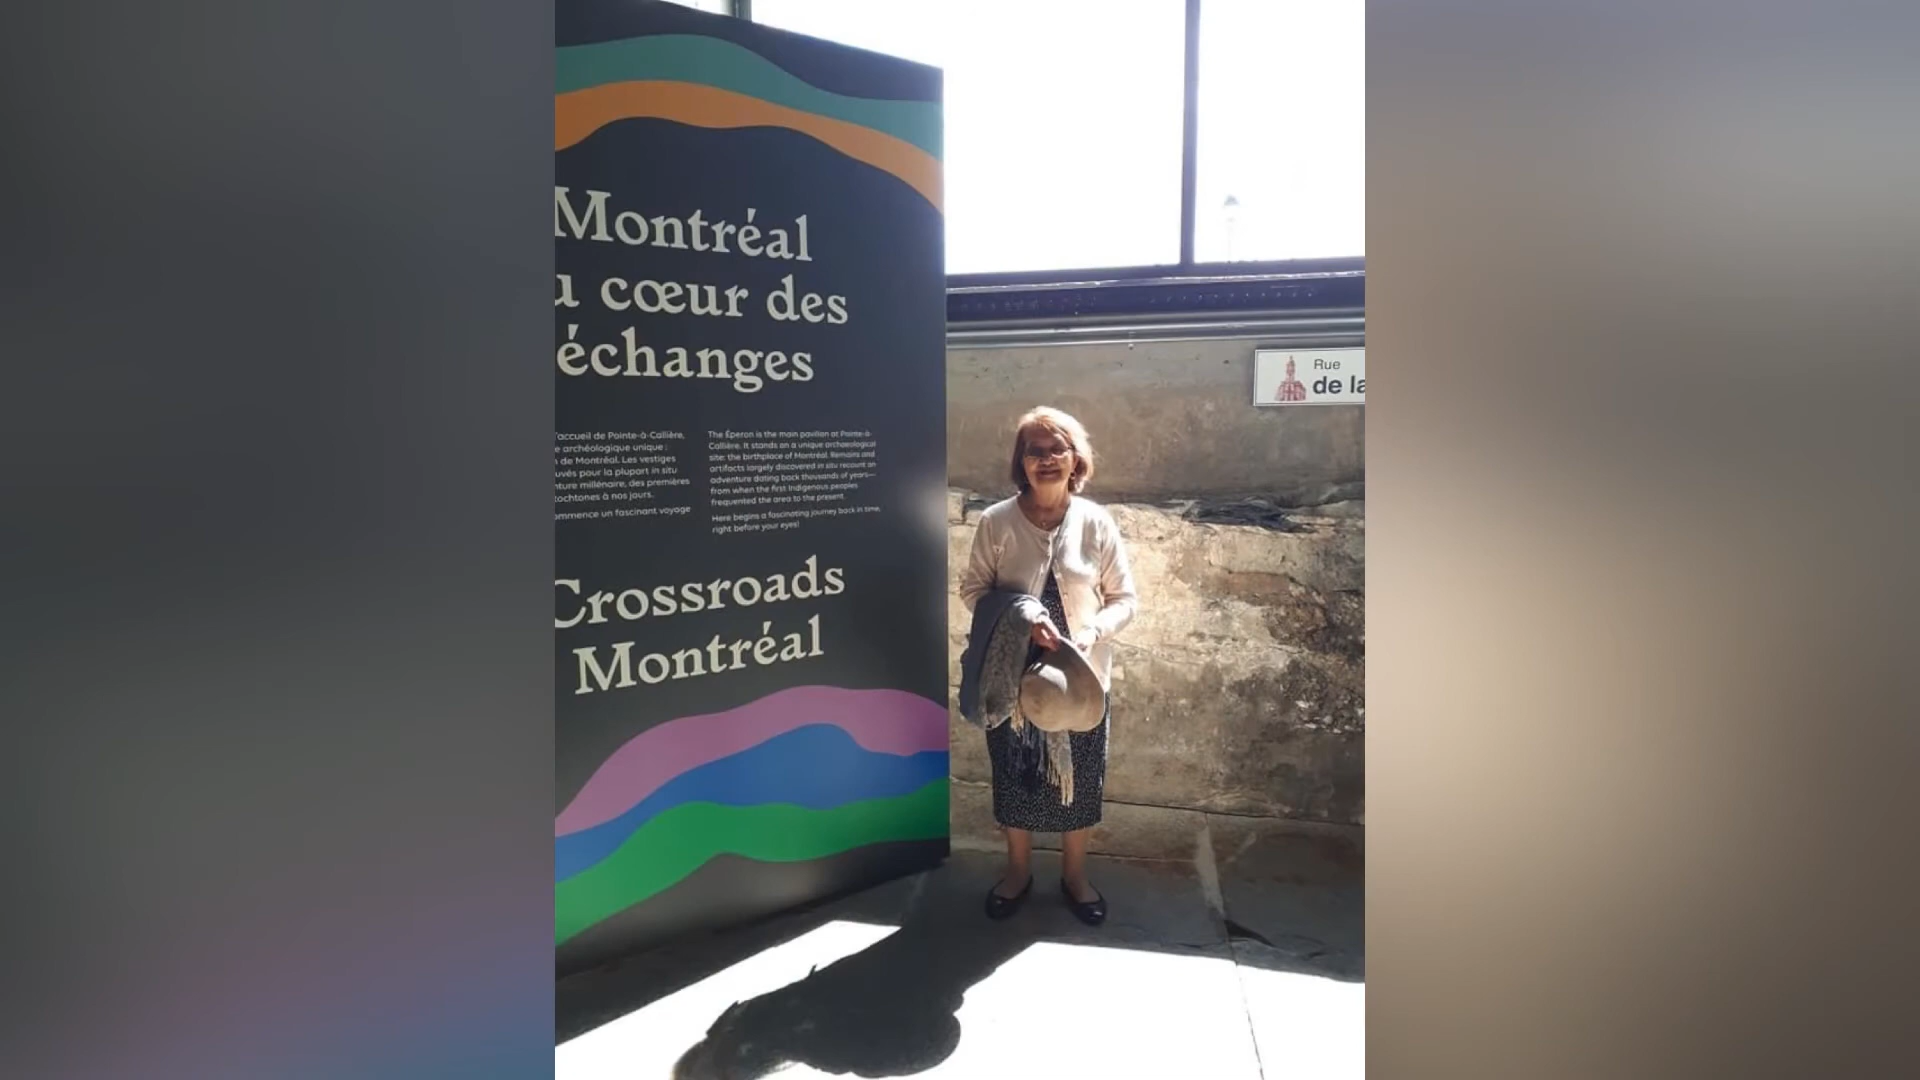 Montréal
u cœur des
échanges
'accueil de Pointe-à-Callière,
e archéologique unique :
n de Montréal. Les vestiges
uvés pour la plupart in situ
nture millénaire, des premières
tochtones à nos jours.
ommence un fascinant voyage
The Éperon is the main pavilion at Pointe-à-
Callière. It stands on a unique archaeological
site: the birthplace of Montréal. Remains and
artifacts largely discovered in situ recount an
adventure dating back thousands of years—
from when the first Indigenous peoples
frequented the area to the present.
Here begins a fascinating journey back in time,
right before your eyes!
Crossroads
Montréal
Rue
de la